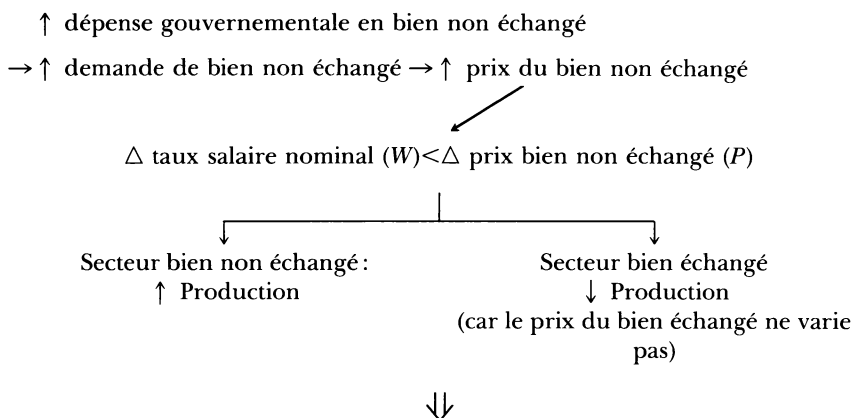 ↑ dépense gouvernementale en bien non échangé
→ ↑ demande de bien non échangé → ↑ prix du bien non échangé
△ taux salaire nominal (W)<△ prix bien non échangé (P)
Secteur bien non échangé:
↑ Production
Secteur bien échangé
↓ Production
(car le prix du bien échangé ne varie
pas)
⇓